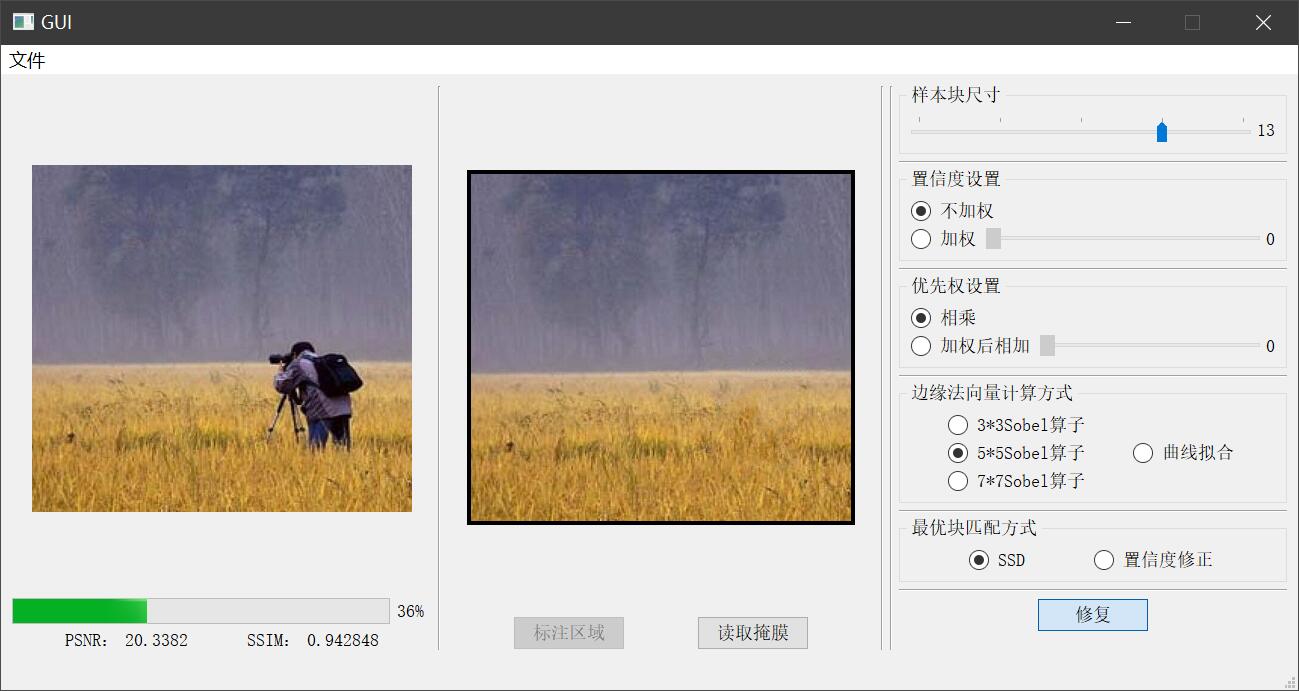 GUI
文件
样本块尺寸
13
置信度设置
不加权
加权 0
优先权设置
相乘
加权后相加 0
边缘法向量计算方式
3*3Sobel算子
5*5Sobel算子 曲线拟合
7*7Sobel算子
最优块匹配方式
SSD 置信度修正
修复
36%
PSNR: 20.3382 SSIM: 0.942848
标注区域 读取掩膜